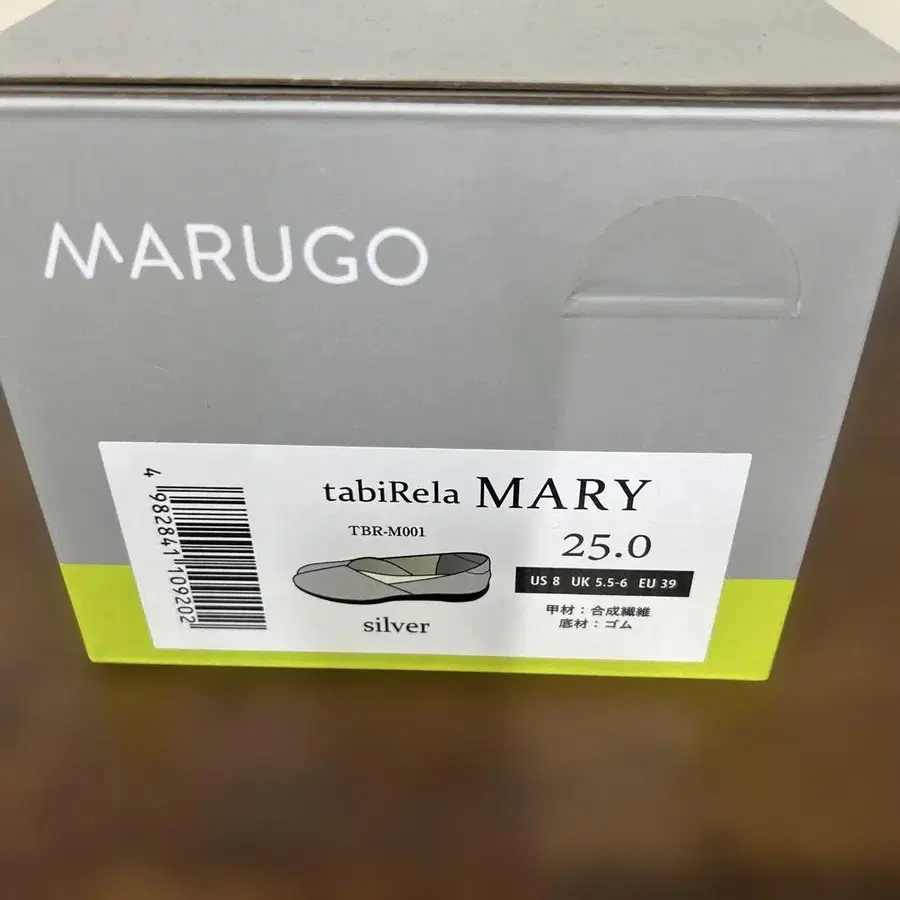 MARUGO
tabiRela MARY
TBR-M001
25.0
US 8 UK 5.5-6 EU 39
甲材：合成繊維
底材：ゴム
silver
4 982841 109202